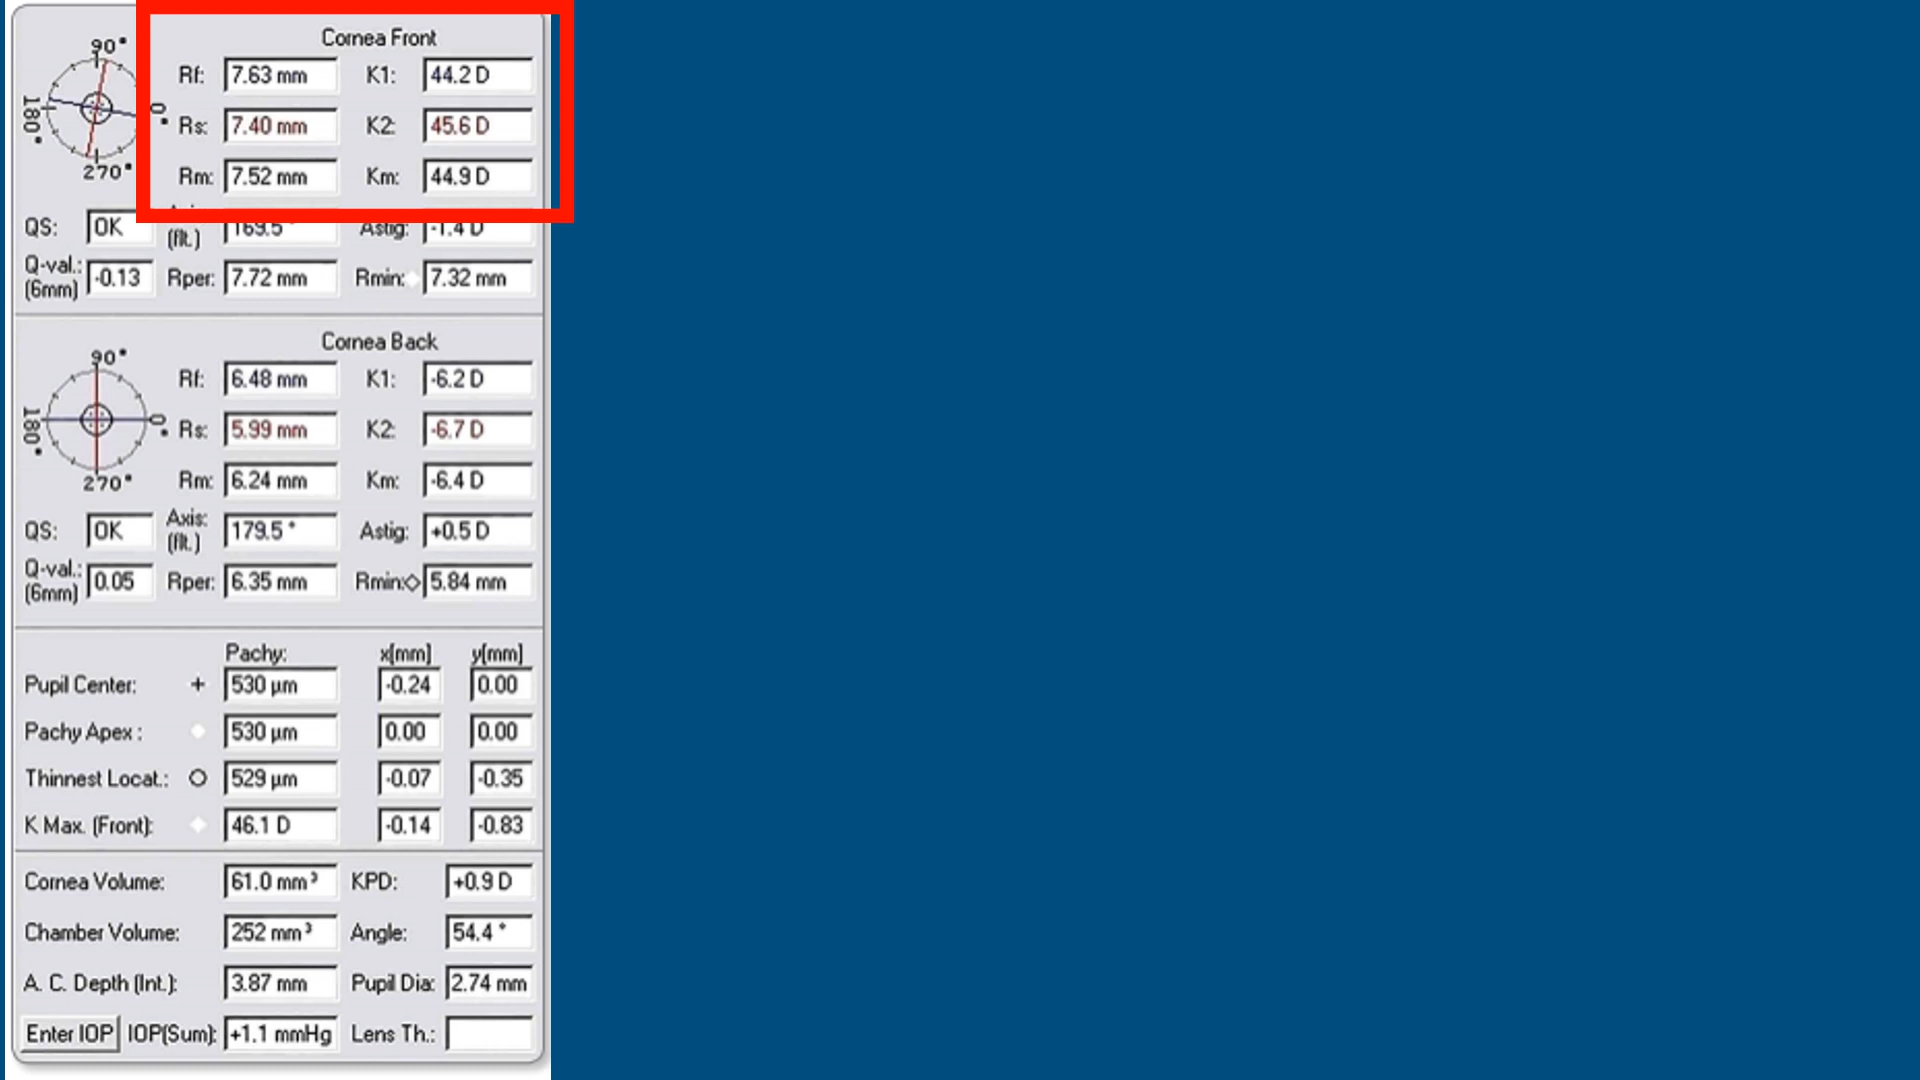 Cornea Front
90°
180°
0°
270°
Rf: 7.63 mm K1: 44.2 D
Rs: 7.40 mm K2: 45.6 D
Rm: 7.52 mm Km: 44.9 D
QS: OK (flt.) 169.5° Astig: -1.4 D
Q-val.: (6mm) -0.13 Rper: 7.72 mm Rmin: 7.32 mm
Cornea Back
90°
180°
0°
270°
Rf: 6.48 mm K1: -6.2 D
Rs: 5.99 mm K2: -6.7 D
Rm: 6.24 mm Km: -6.4 D
QS: OK Axis: (flt.) 179.5° Astig: +0.5 D
Q-val.: (6mm) 0.05 Rper: 6.35 mm Rmin: 5.84 mm
Pachy: x[mm] y[mm]
Pupil Center: + 530 µm -0.24 0.00
Pachy Apex : 530 µm 0.00 0.00
Thinnest Locat.: 529 µm -0.07 -0.35
K Max. (Front): 46.1 D -0.14 -0.83
Cornea Volume: 61.0 mm³ KPD: +0.9 D
Chamber Volume: 252 mm³ Angle: 54.4°
A. C. Depth (Int.): 3.87 mm Pupil Dia: 2.74 mm
Enter IOP IOP(Sum): +1.1 mmHg Lens Th.: